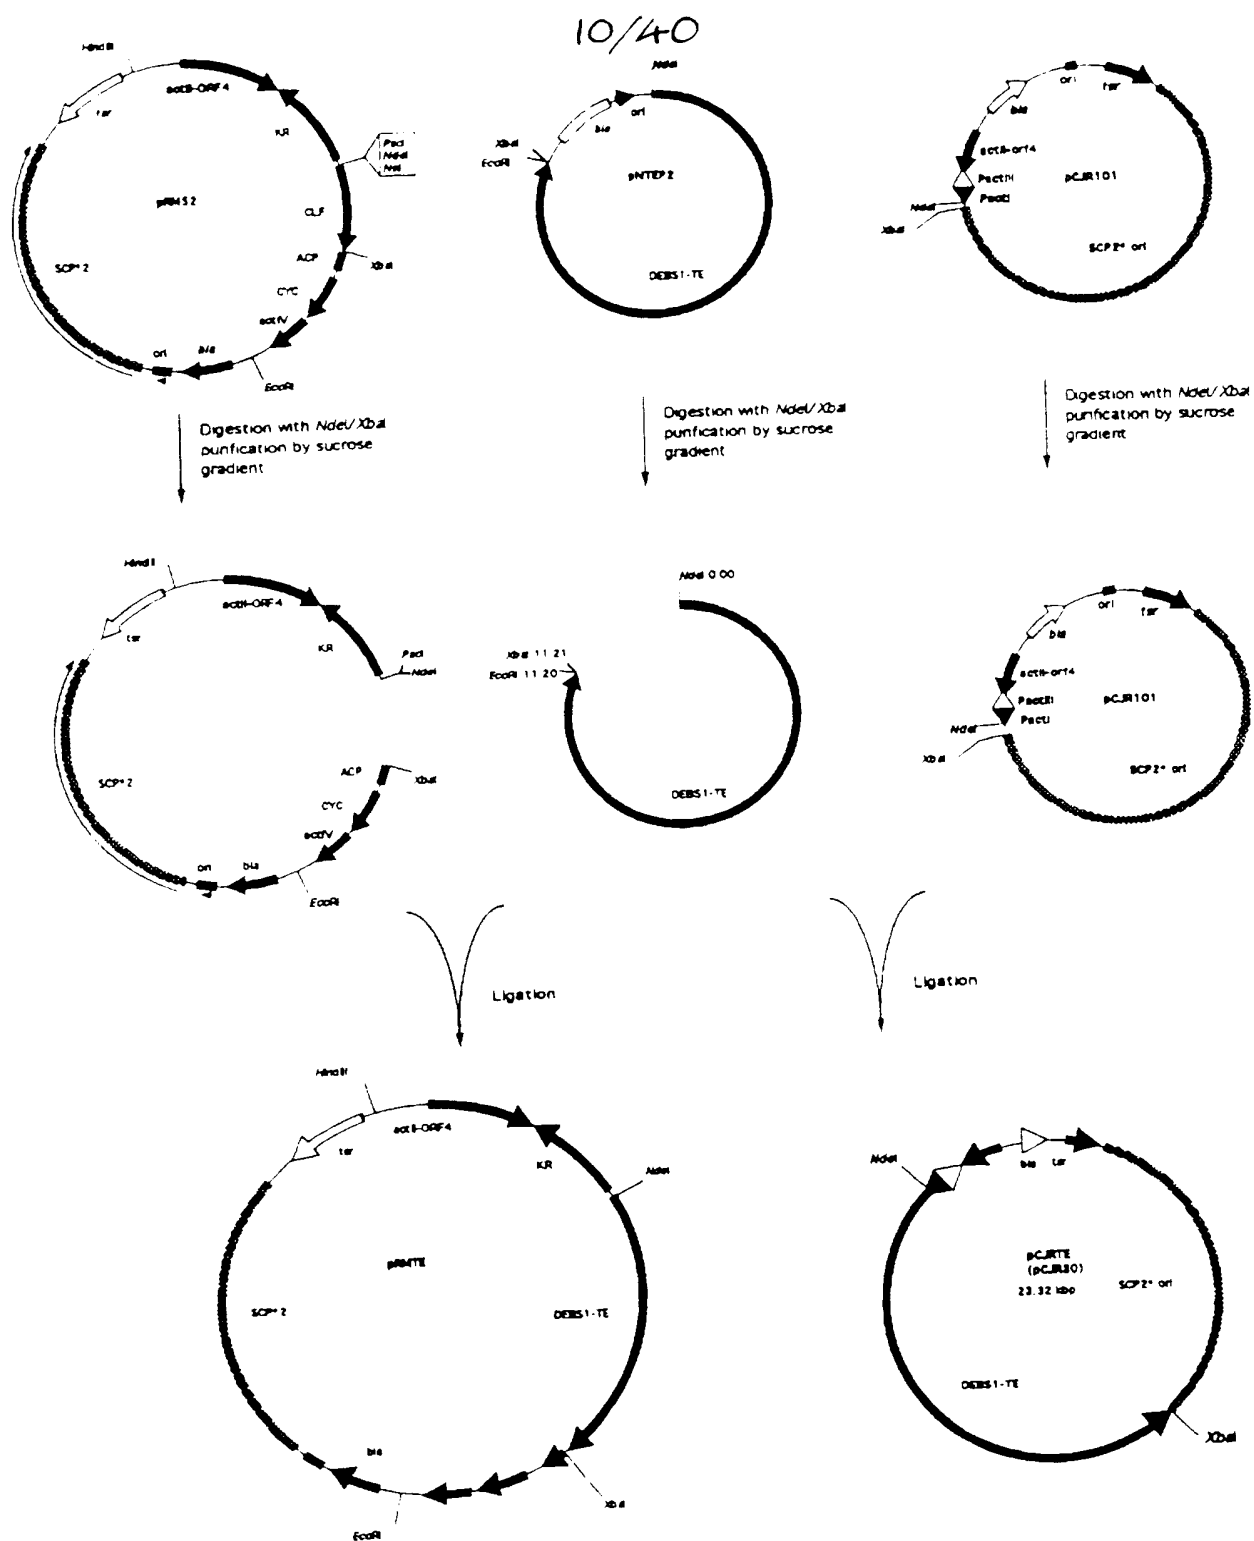 10/40
HindIII
actII-ORF4
tsr
KR
PacI
NdeI
pRMS2
CLF
ACP
XbaI
SCP*2
CYC
actIV
ori
bla
EcoRI
NdeI
ori
bla
XbaI
EcoRI
pNTEP2
DEBS1-TE
ori
tsr
bla
actII-orf4
PactIII
PactI
pCJR101
NdeI
XbaI
SCP2* ori
Digestion with NdeI/XbaI
purification by sucrose
gradient
Digestion with NdeI/XbaI
purification by sucrose
gradient
Digestion with NdeI/XbaI
purification by sucrose
gradient
HindIII
actII-ORF4
tsr
KR
PacI
NdeI
SCP*2
ACP
XbaI
CYC
actIV
ori
bla
EcoRI
NdeI 0.00
XbaI 11.21
EcoRI 11.20
DEBS1-TE
ori
tsr
bla
actII-orf4
PactIII
PactI
pCJR101
NdeI
XbaI
SCP2* ori
Ligation
Ligation
HindIII
actII-ORF4
tsr
KR
NdeI
pRMTE
SCP*2
DEBS1-TE
bla
XbaI
EcoRI
NdeI
bla
tsr
pCJRTE
(pCJR30)
23.32 kbp
SCP2* ori
DEBS1-TE
XbaI